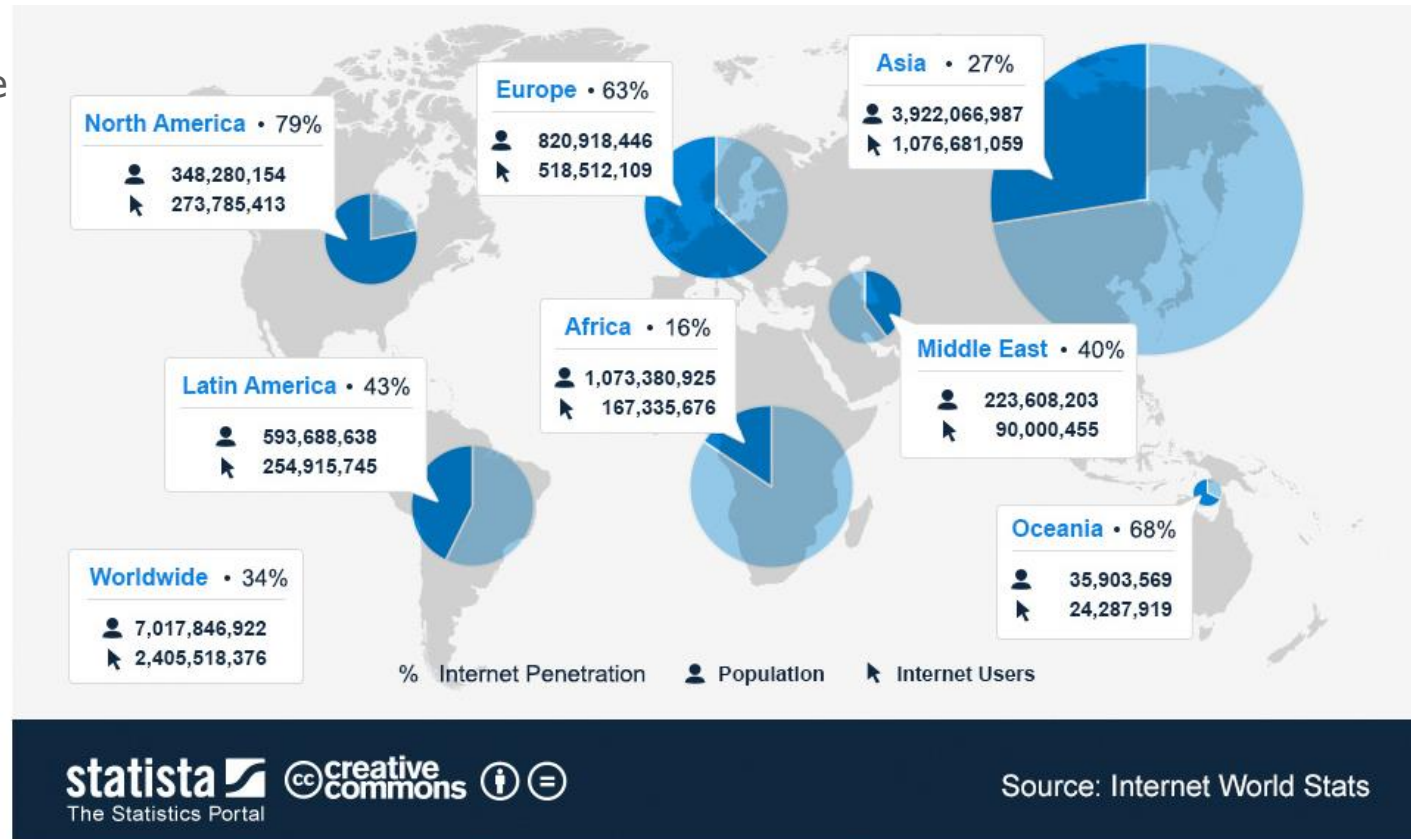 e
North America • 79%
348,280,154
273,785,413
Europe • 63%
820,918,446
518,512,109
Asia • 27%
3,922,066,987
1,076,681,059
Africa • 16%
1,073,380,925
167,335,676
Middle East • 40%
223,608,203
90,000,455
Latin America • 43%
593,688,638
254,915,745
Oceania • 68%
35,903,569
24,287,919
Worldwide • 34%
7,017,846,922
2,405,518,376
% Internet Penetration Population Internet Users
statista
The Statistics Portal
cc creative commons
Source: Internet World Stats